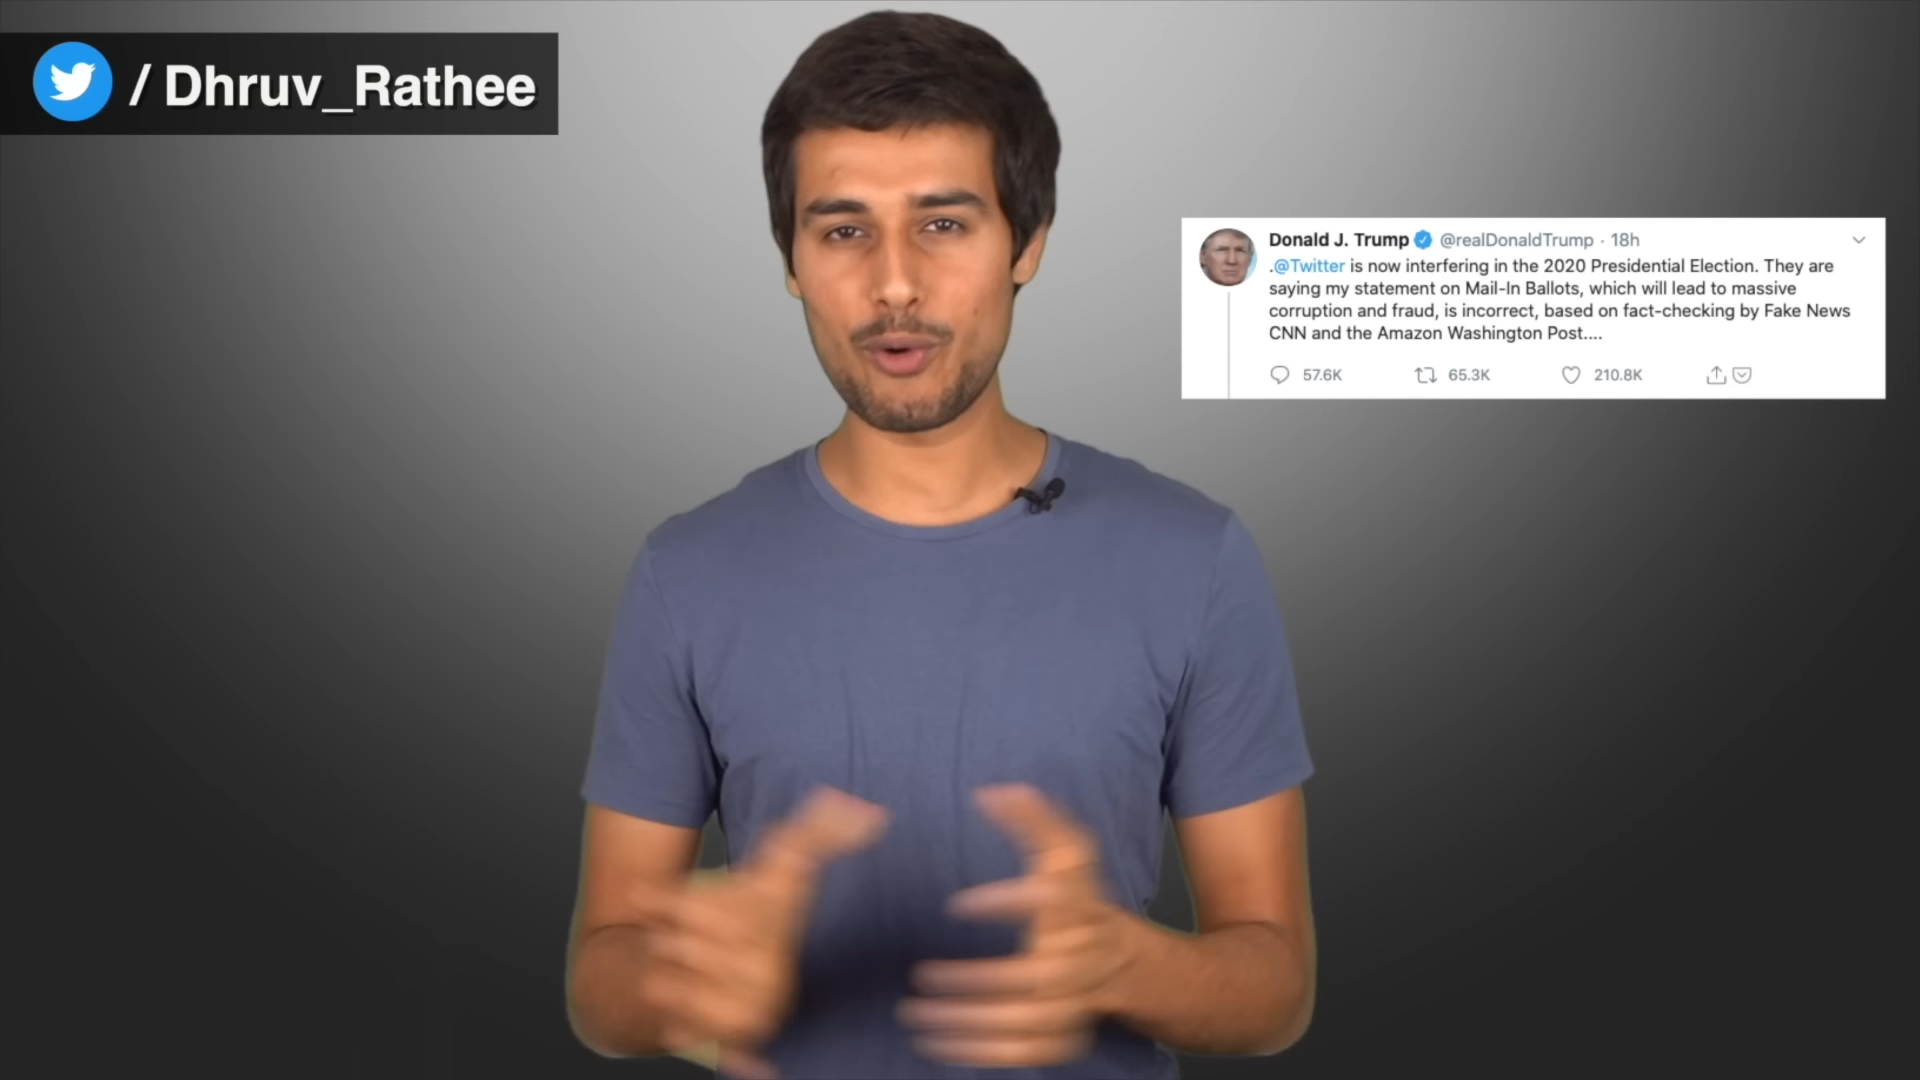 / Dhruv_Rathee
Donald J. Trump @realDonaldTrump · 18h
.@Twitter is now interfering in the 2020 Presidential Election. They are
saying my statement on Mail-In Ballots, which will lead to massive
corruption and fraud, is incorrect, based on fact-checking by Fake News
CNN and the Amazon Washington Post....
57.6K 65.3K 210.8K